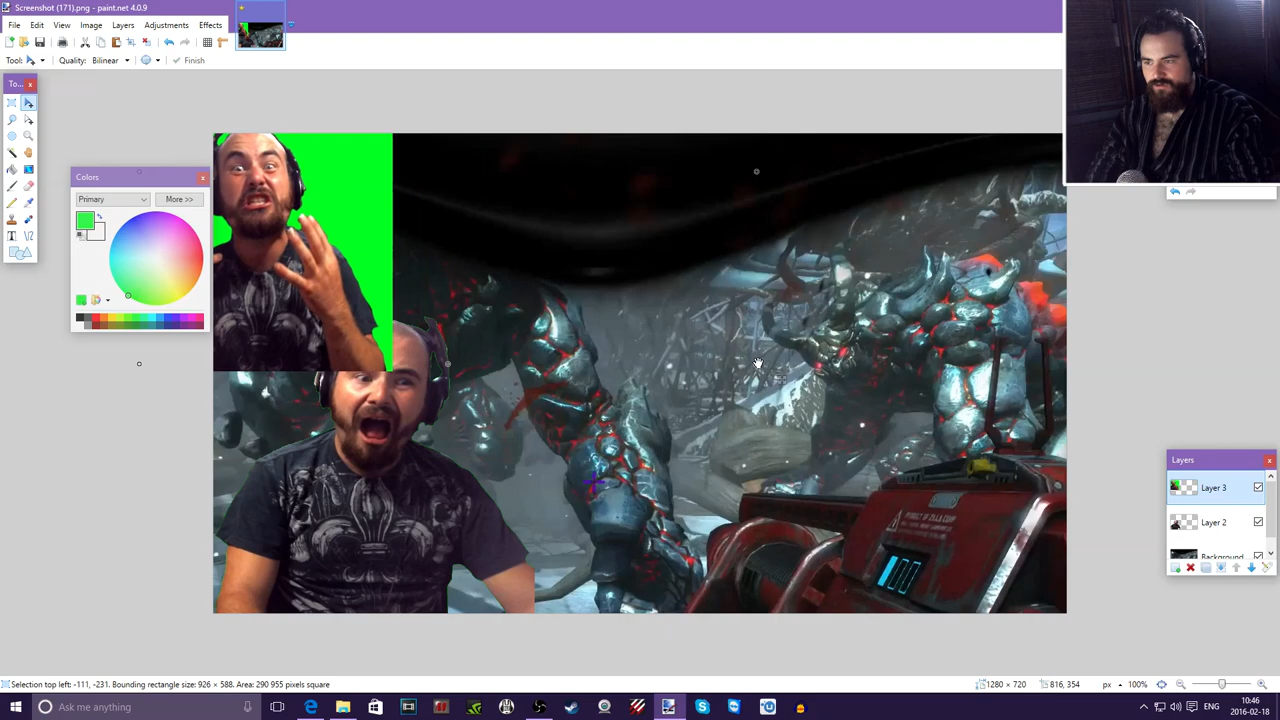 Screenshot (171).png - paint.net 4.0.9
File Edit View Image Layers Adjustments Effects
Tool: Quality: Bilinear Finish
To... x
Colors x
Primary More >>
Layers x
Layer 3
Layer 2
Background
Selection top left: -111, -231. Bounding rectangle size: 926 × 588. Area: 290 955 pixels square
1280 × 720 816, 354 px 100%
Ask me anything
ENG 10:46
2016-02-18